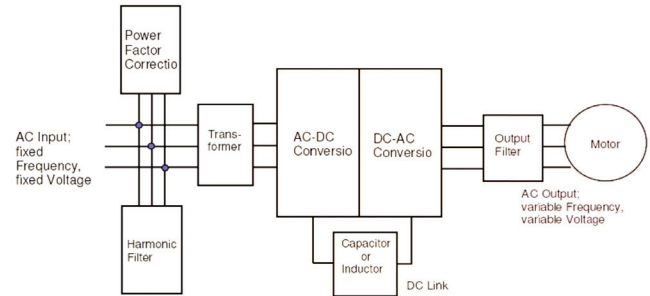 Power
Factor
Correctio
AC Input;
fixed
Frequency,
fixed Voltage
Trans-
former
AC-DC
Conversio
DC-AC
Conversio
Output
Filter
Motor
AC Output;
variable Frequency,
variable Voltage
Harmonic
Filter
Capacitor
or
Inductor
DC Link